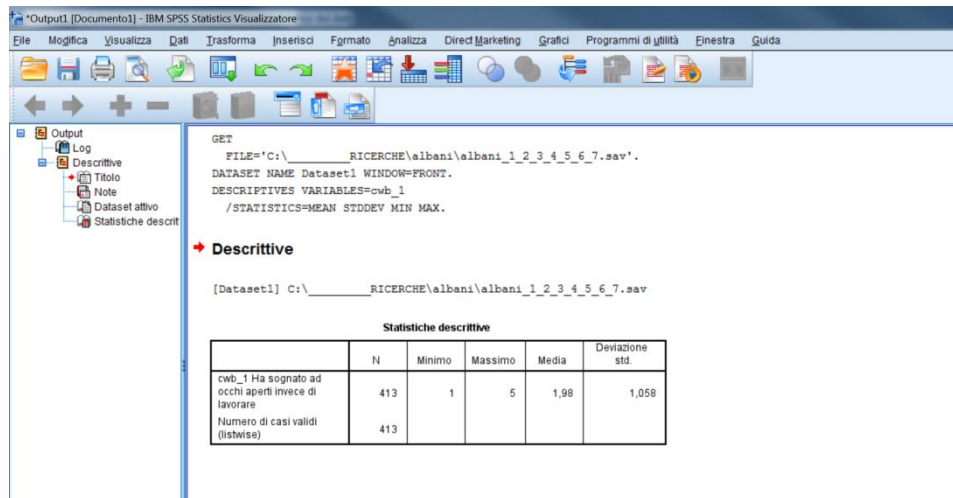 *Output1 [Documento1] - IBM SPSS Statistics Visualizzatore
File Modifica Visualizza Dati Trasforma Inserisci Formato Analizza Direct Marketing Grafici Programmi di utilità Finestra Guida
Output
Log
Descrittive
Titolo
Note
Dataset attivo
Statistiche descrit
GET
FILE='C:\________RICERCHE\albani\albani_1_2_3_4_5_6_7.sav'.
DATASET NAME Dataset1 WINDOW=FRONT.
DESCRIPTIVES VARIABLES=cwb_1
/STATISTICS=MEAN STDDEV MIN MAX.
Descrittive
[Dataset1] C:\________RICERCHE\albani\albani_1_2_3_4_5_6_7.sav
Statistiche descrittive
N Minimo Massimo Media Deviazione std.
cwb_1 Ha sognato ad
occhi aperti invece di
lavorare
413 1 5 1,98 1,058
Numero di casi validi
(listwise)
413